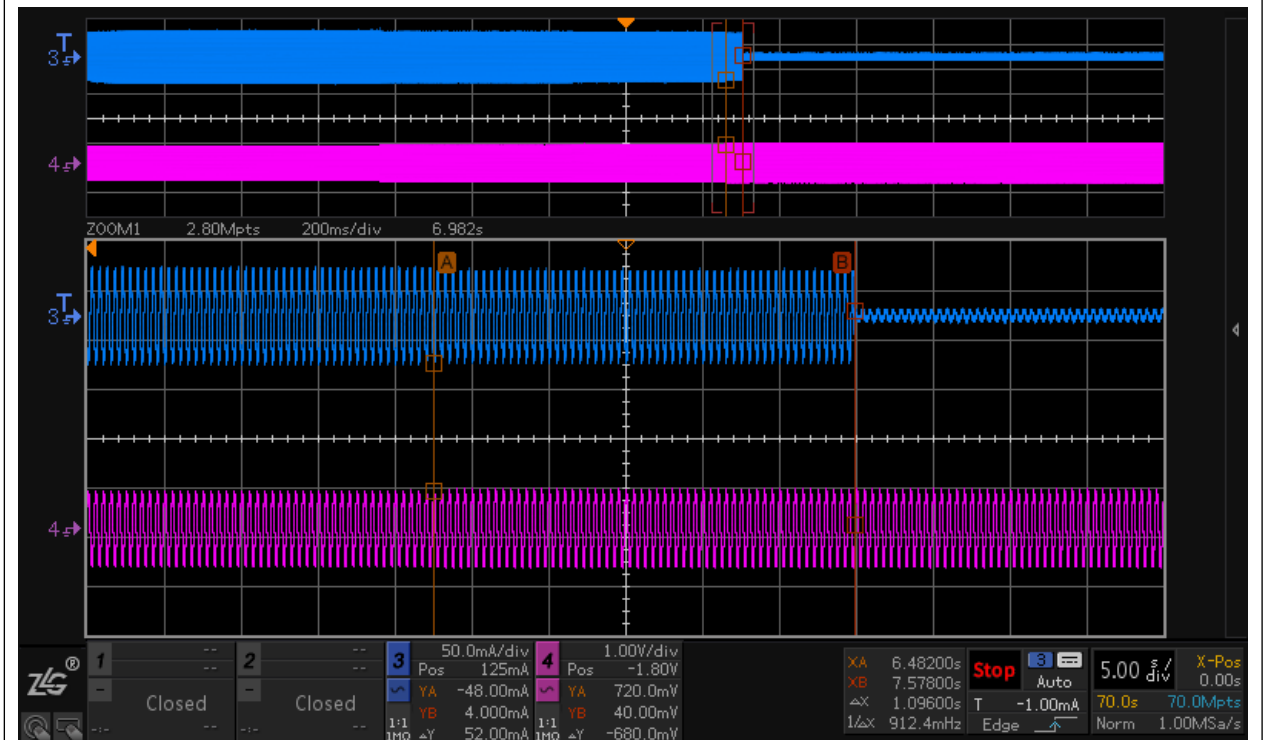 T
3
4
ZOOM1 2.80Mpts 200ms/div 6.982s
A
B
T
3
4
ZLG®
1 -- --
Closed
-:-
2 -- --
Closed
-:-
3 50.0mA/div
Pos 125mA
YA -48.00mA
YB 4.000mA
1:1
1MΩ △Y 52.00mA
4 1.00V/div
Pos -1.80V
YA 720.0mV
YB 40.00mV
1:1
1MΩ △Y -680.0mV
XA 6.48200s
XB 7.57800s
△X 1.09600s
1/△X 912.4mHz
Stop 3 Auto
T -1.00mA
Edge
5.00 s/div
X-Pos
0.00s
70.0s 70.0Mpts
Norm 1.00MSa/s